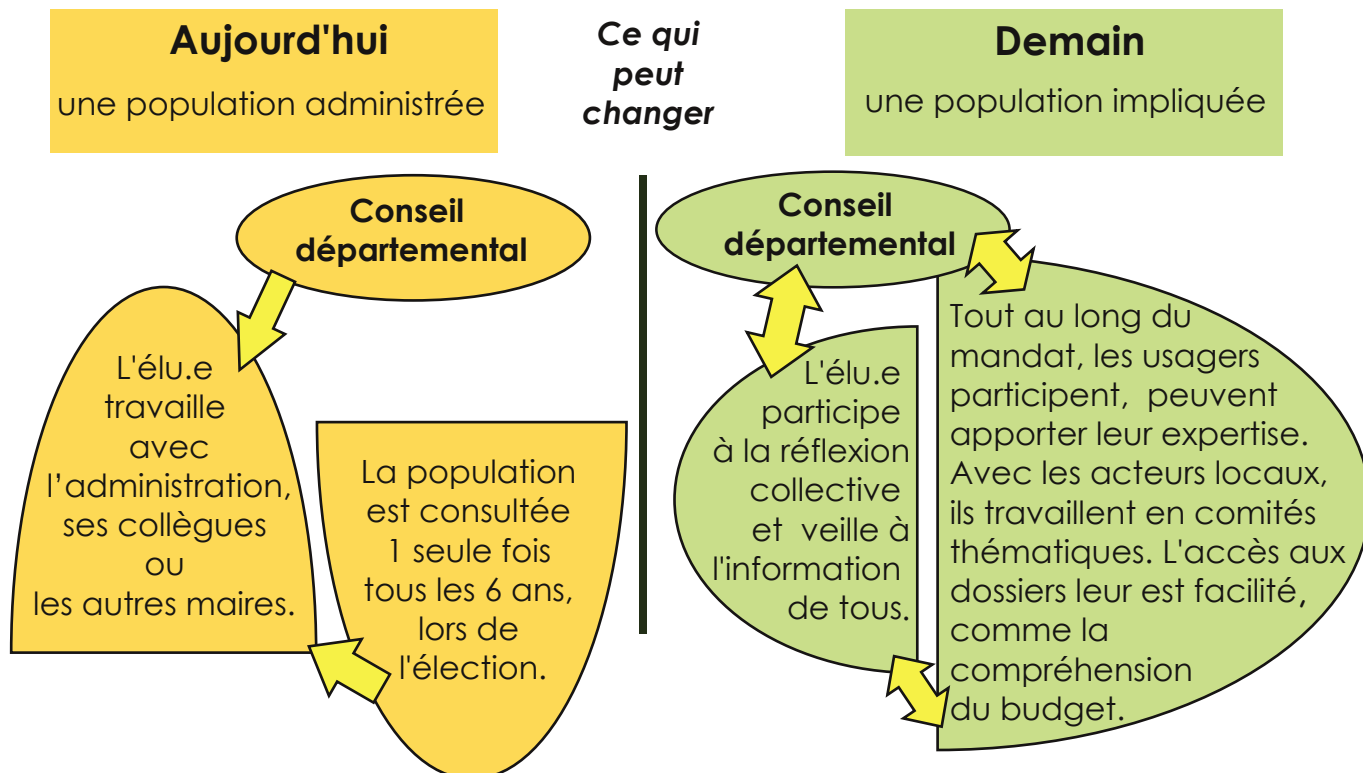 Aujourd'hui
une population administrée
Ce qui
peut
changer
Demain
une population impliquée
Conseil
départemental
L'élu.e
travaille
avec
l’administration,
ses collègues
ou
les autres maires.
La population
est consultée
1 seule fois
tous les 6 ans,
lors de
l'élection.
Conseil
départemental
L'élu.e
participe
à la réflexion
collective
et veille à
l'information
de tous.
Tout au long du
mandat, les usagers
participent, peuvent
apporter leur expertise.
Avec les acteurs locaux,
ils travaillent en comités
thématiques. L'accès aux
dossiers leur est facilité,
comme la
compréhension
du budget.